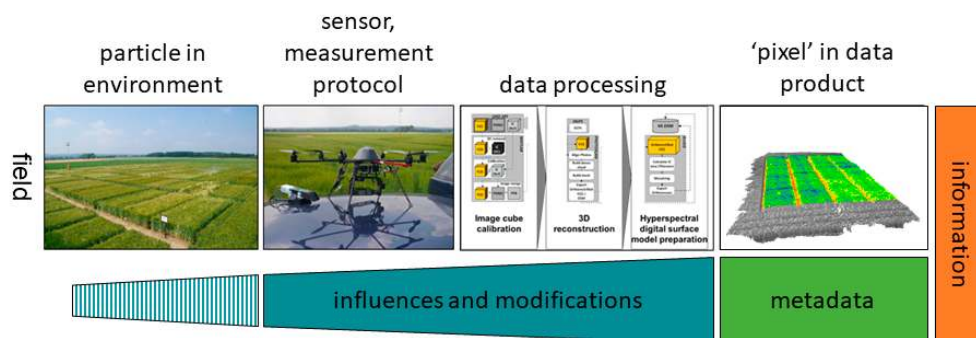 particle in
environment
sensor,
measurement
protocol
data processing
‘pixel’ in data
product
field
Image cube
calibration
3D
reconstruction
Hyperspectral
digital surface
model preparation
information
influences and modifications
metadata